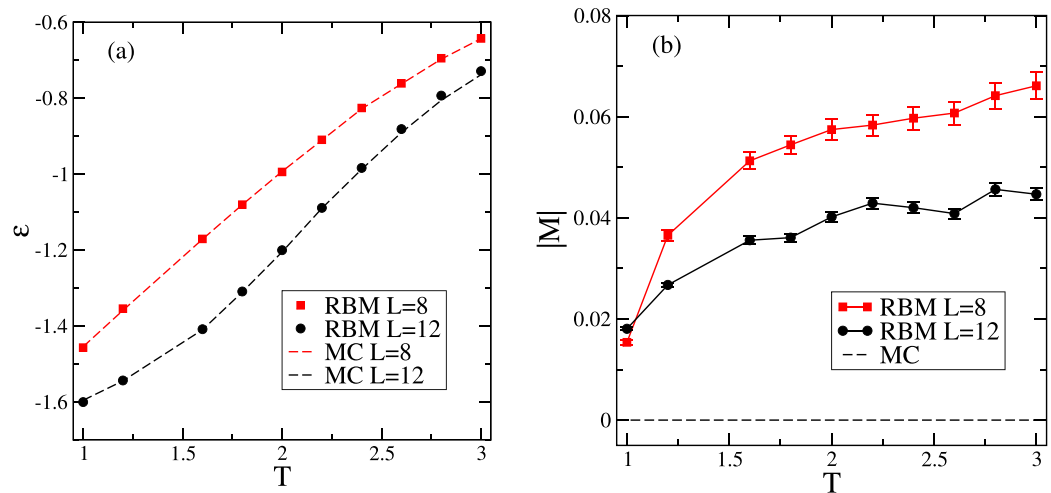 (a)
ε
-0.6
-0.8
-1
-1.2
-1.4
-1.6
1
1.5
2
2.5
3
T
RBM L=8
RBM L=12
MC L=8
MC L=12
(b)
|M|
0.08
0.06
0.04
0.02
0
1
1.5
2
2.5
3
T
RBM L=8
RBM L=12
MC